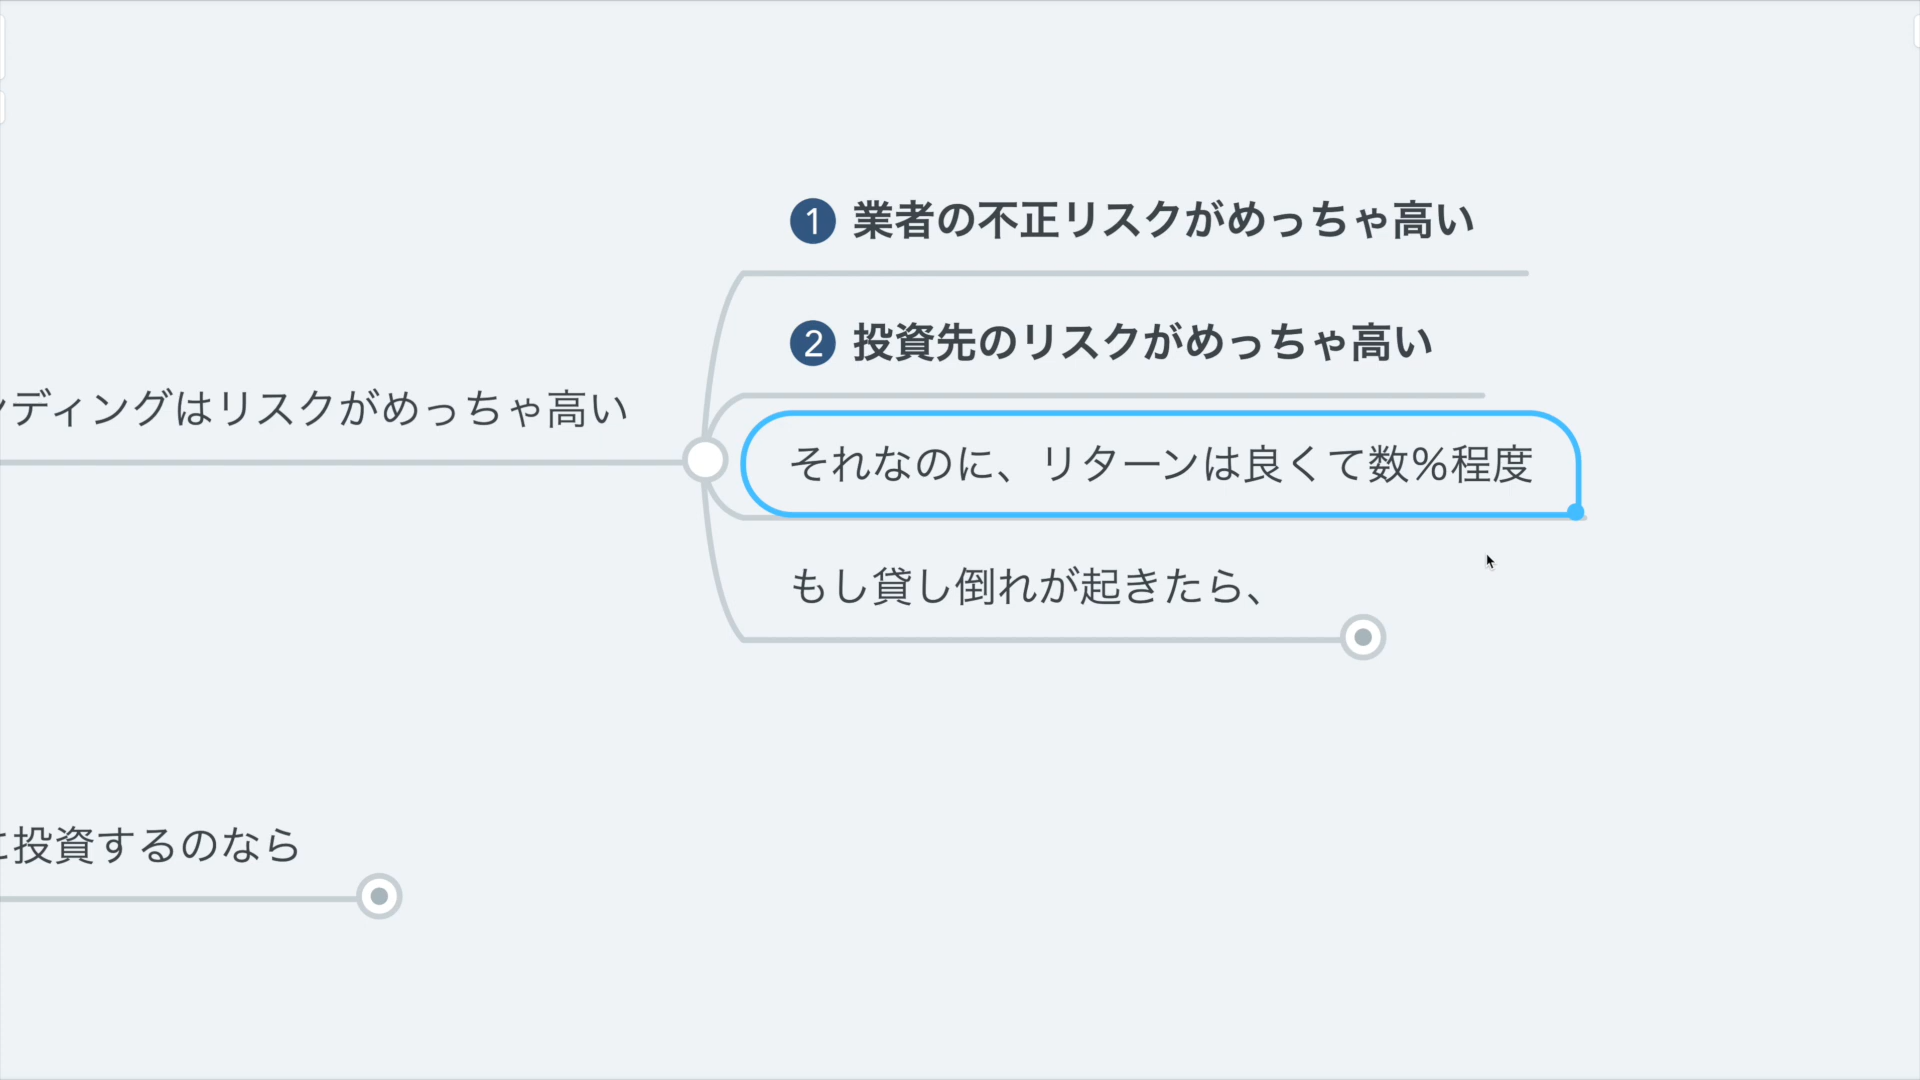 ❶ 業者の不正リスクがめっちゃ高い
❷ 投資先のリスクがめっちゃ高い
ンディングはリスクがめっちゃ高い
それなのに、リターンは良くて数%程度
もし貸し倒れが起きたら、
に投資するのなら